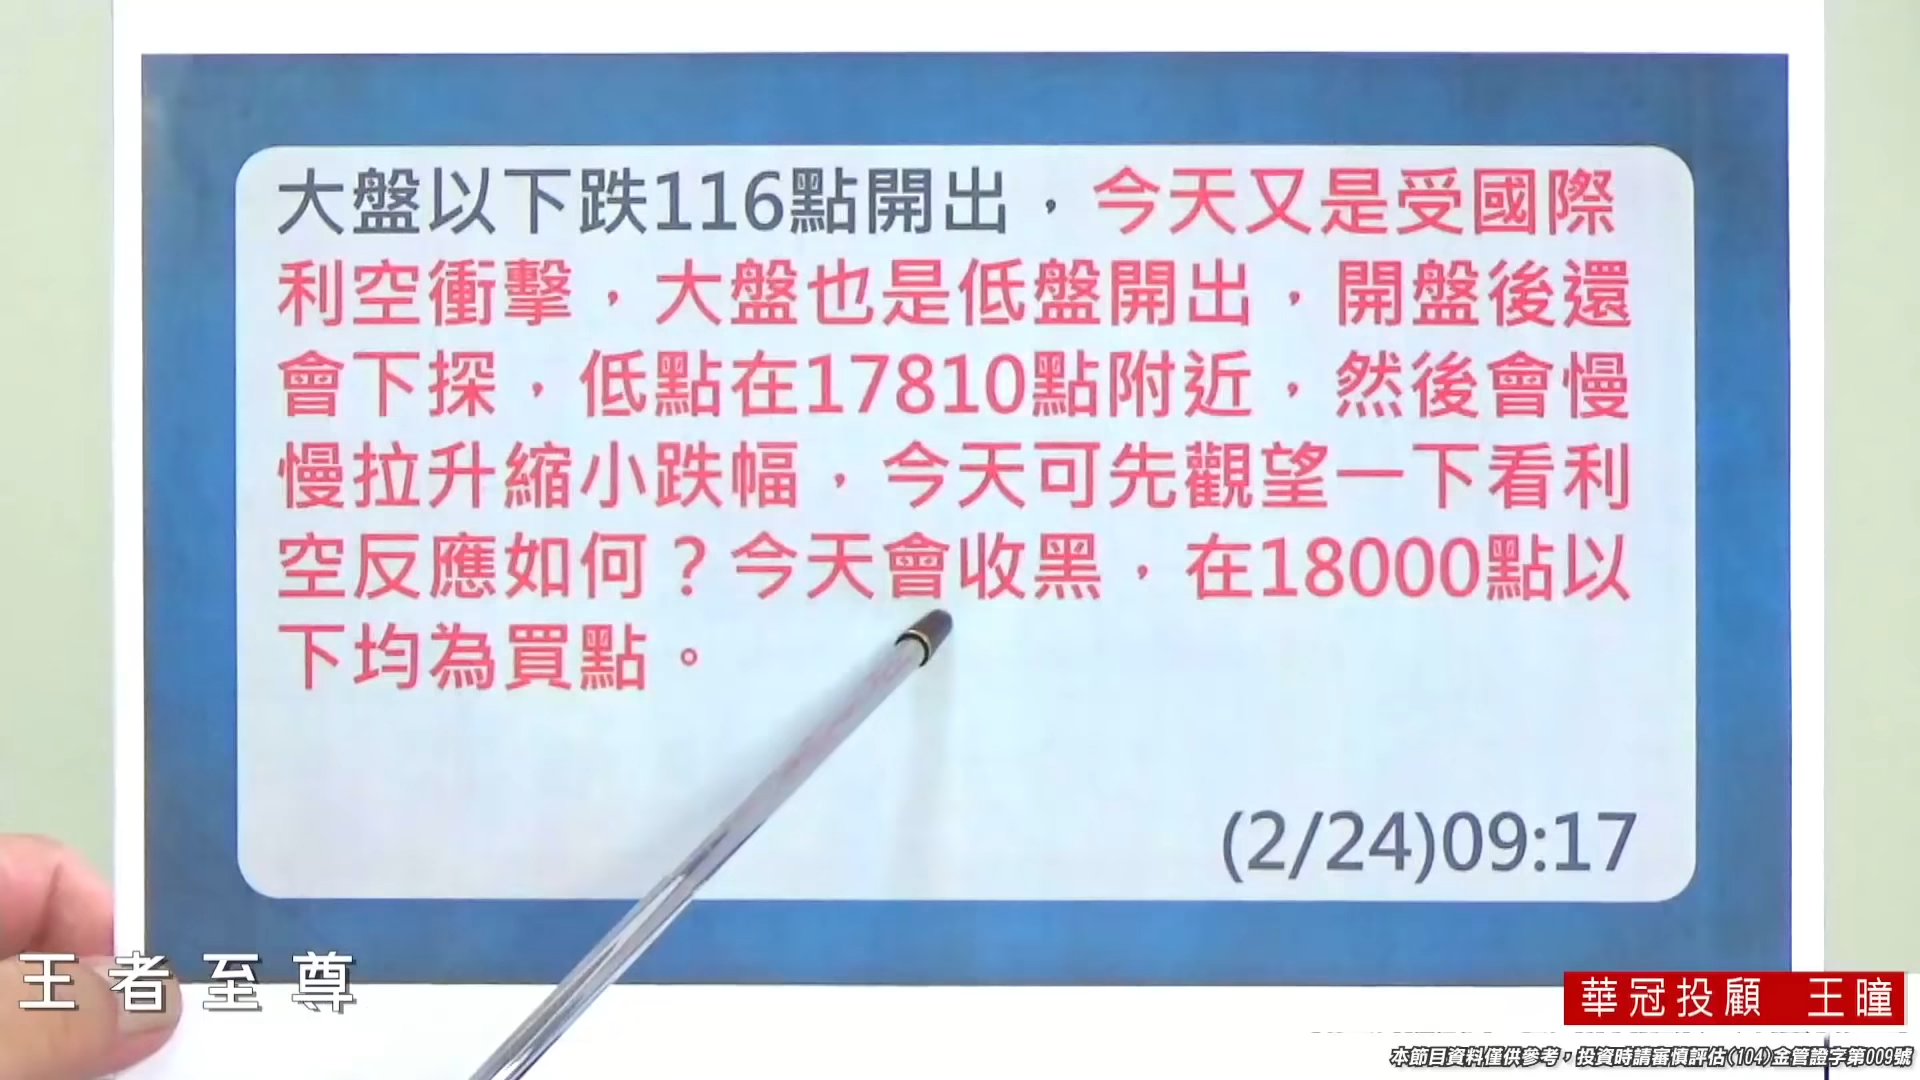 大盤以下跌116點開出，今天又是受國際
利空衝擊，大盤也是低盤開出，開盤後還
會下探，低點在17810點附近，然後會慢
慢拉升縮小跌幅，今天可先觀望一下看利
空反應如何？今天會收黑，在18000點以
下均為買點。
(2/24)09:17
王者至尊
華冠投顧 王瞳
本節目資料僅供參考，投資時請審慎評估(104)金管證字第009號